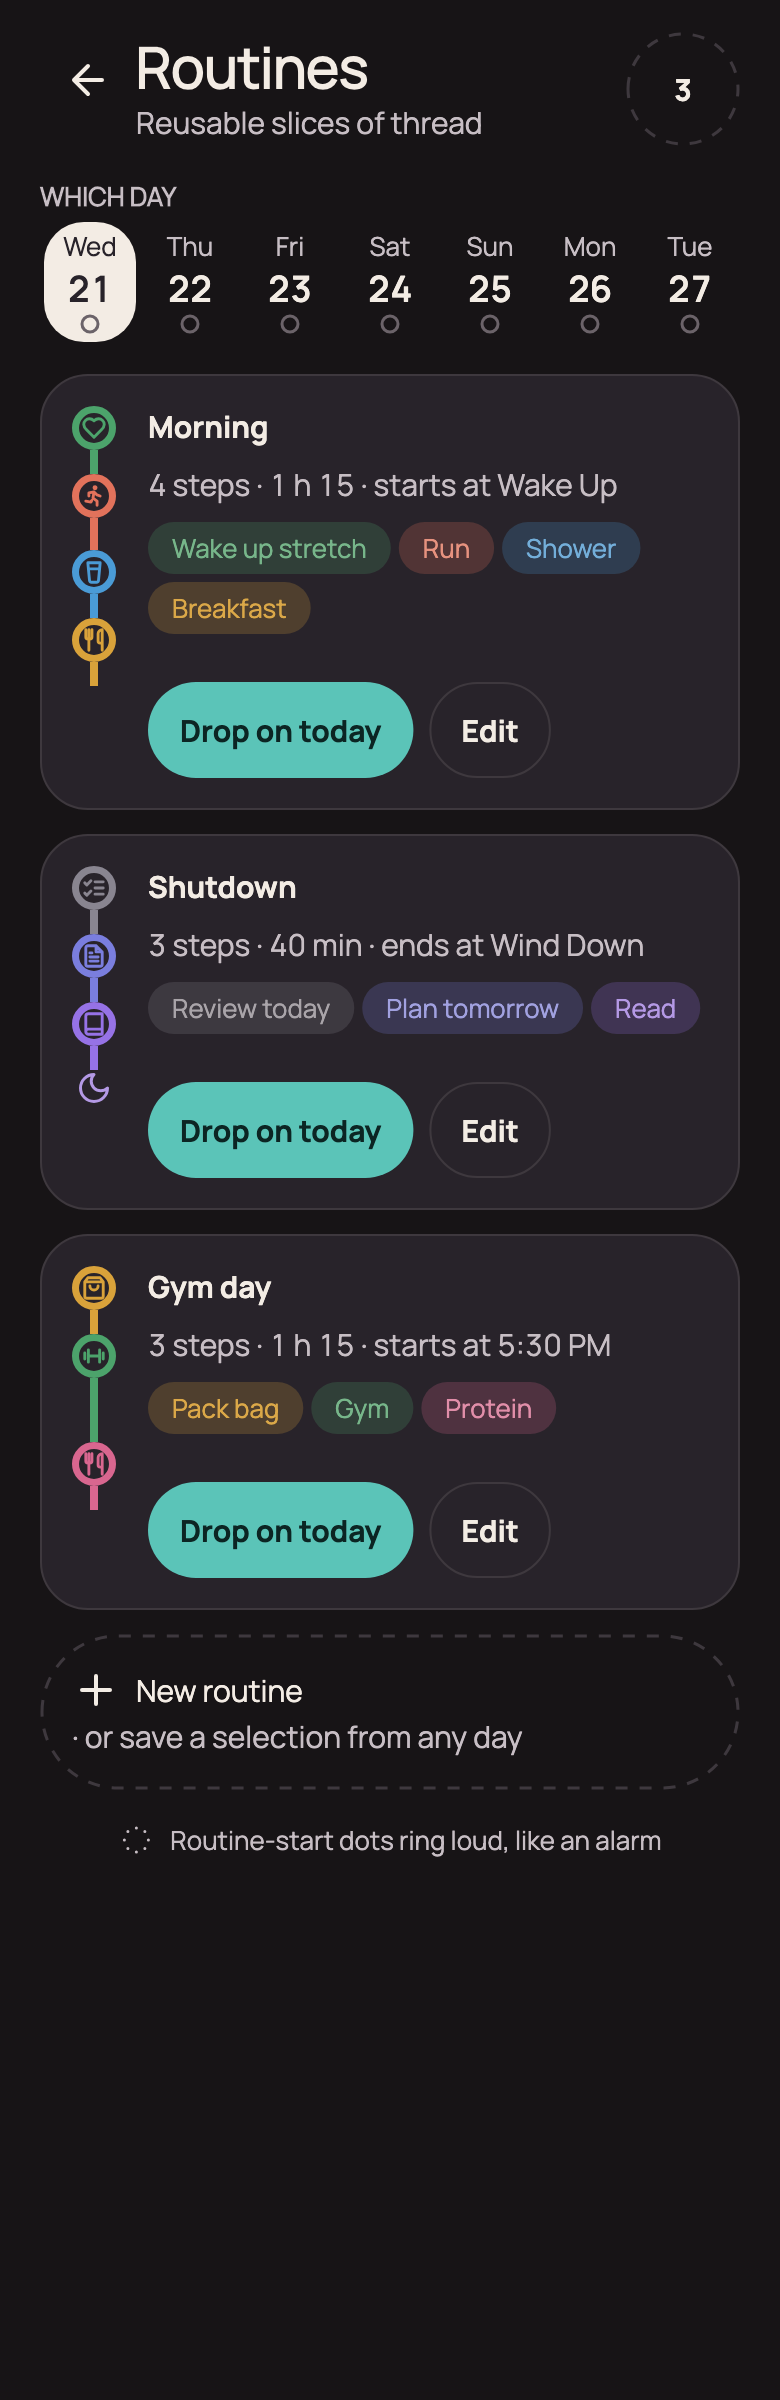 Routines
Reusable slices of thread
3
WHICH DAY
Wed Thu Fri Sat Sun Mon Tue
21 22 23 24 25 26 27
Morning
4 steps · 1 h 15 · starts at Wake Up
Wake up stretch Run Shower
Breakfast
Drop on today Edit
Shutdown
3 steps · 40 min · ends at Wind Down
Review today Plan tomorrow Read
Drop on today Edit
Gym day
3 steps · 1 h 15 · starts at 5:30 PM
Pack bag Gym Protein
Drop on today Edit
New routine
· or save a selection from any day
Routine-start dots ring loud, like an alarm